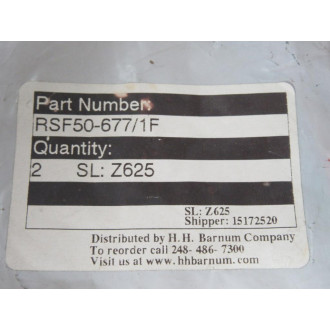 Part Number:
RSF50-677/1F
Quantity:
2 SL: Z625
SL: Z625
Shipper: 15172520
Distributed by H. H. Barnum Company
To reorder call 248- 486- 7300
Visit us at www.hhbarnum.com